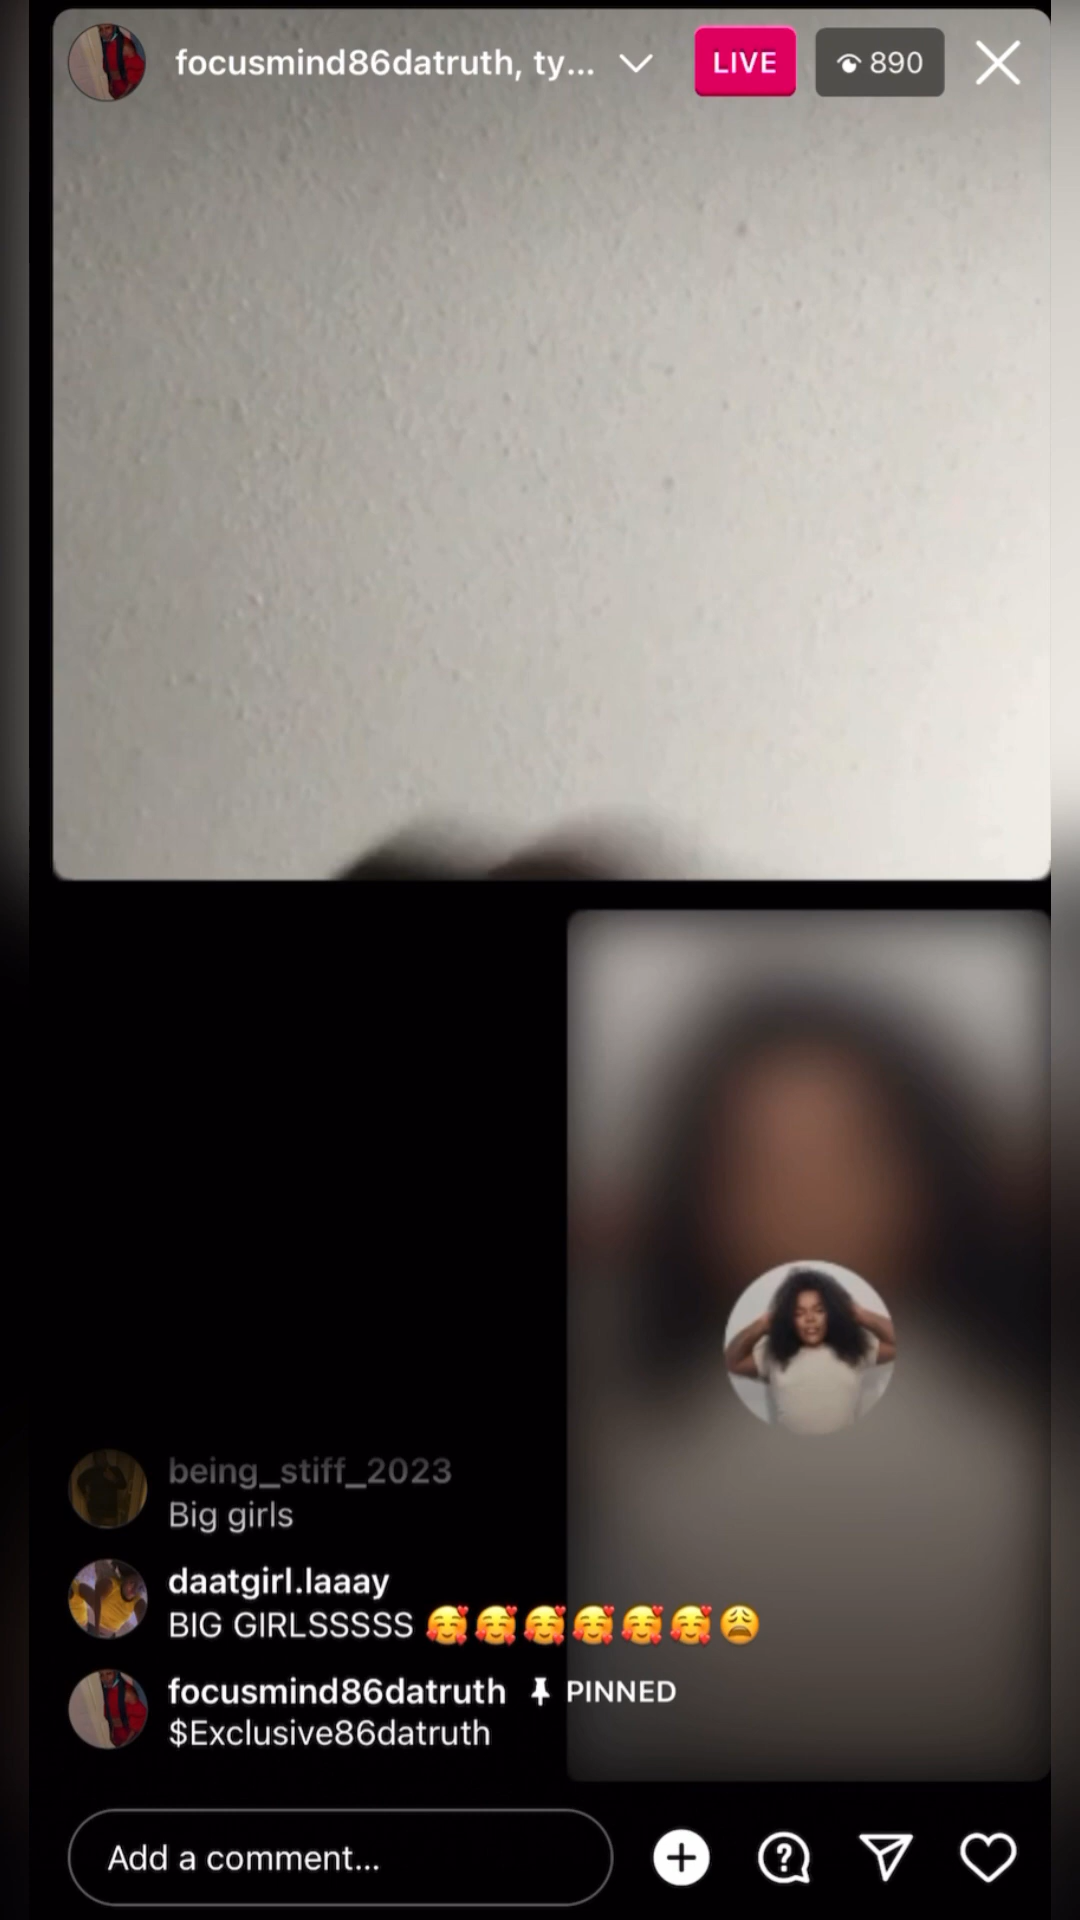 focusmind86datruth, ty...
LIVE
890
being_stiff_2023
Big girls
daatgirl.laaay
BIG GIRLSSSSS 🥰🥰🥰🥰🥰🥰😩
focusmind86datruth PINNED
$Exclusive86datruth
Add a comment...